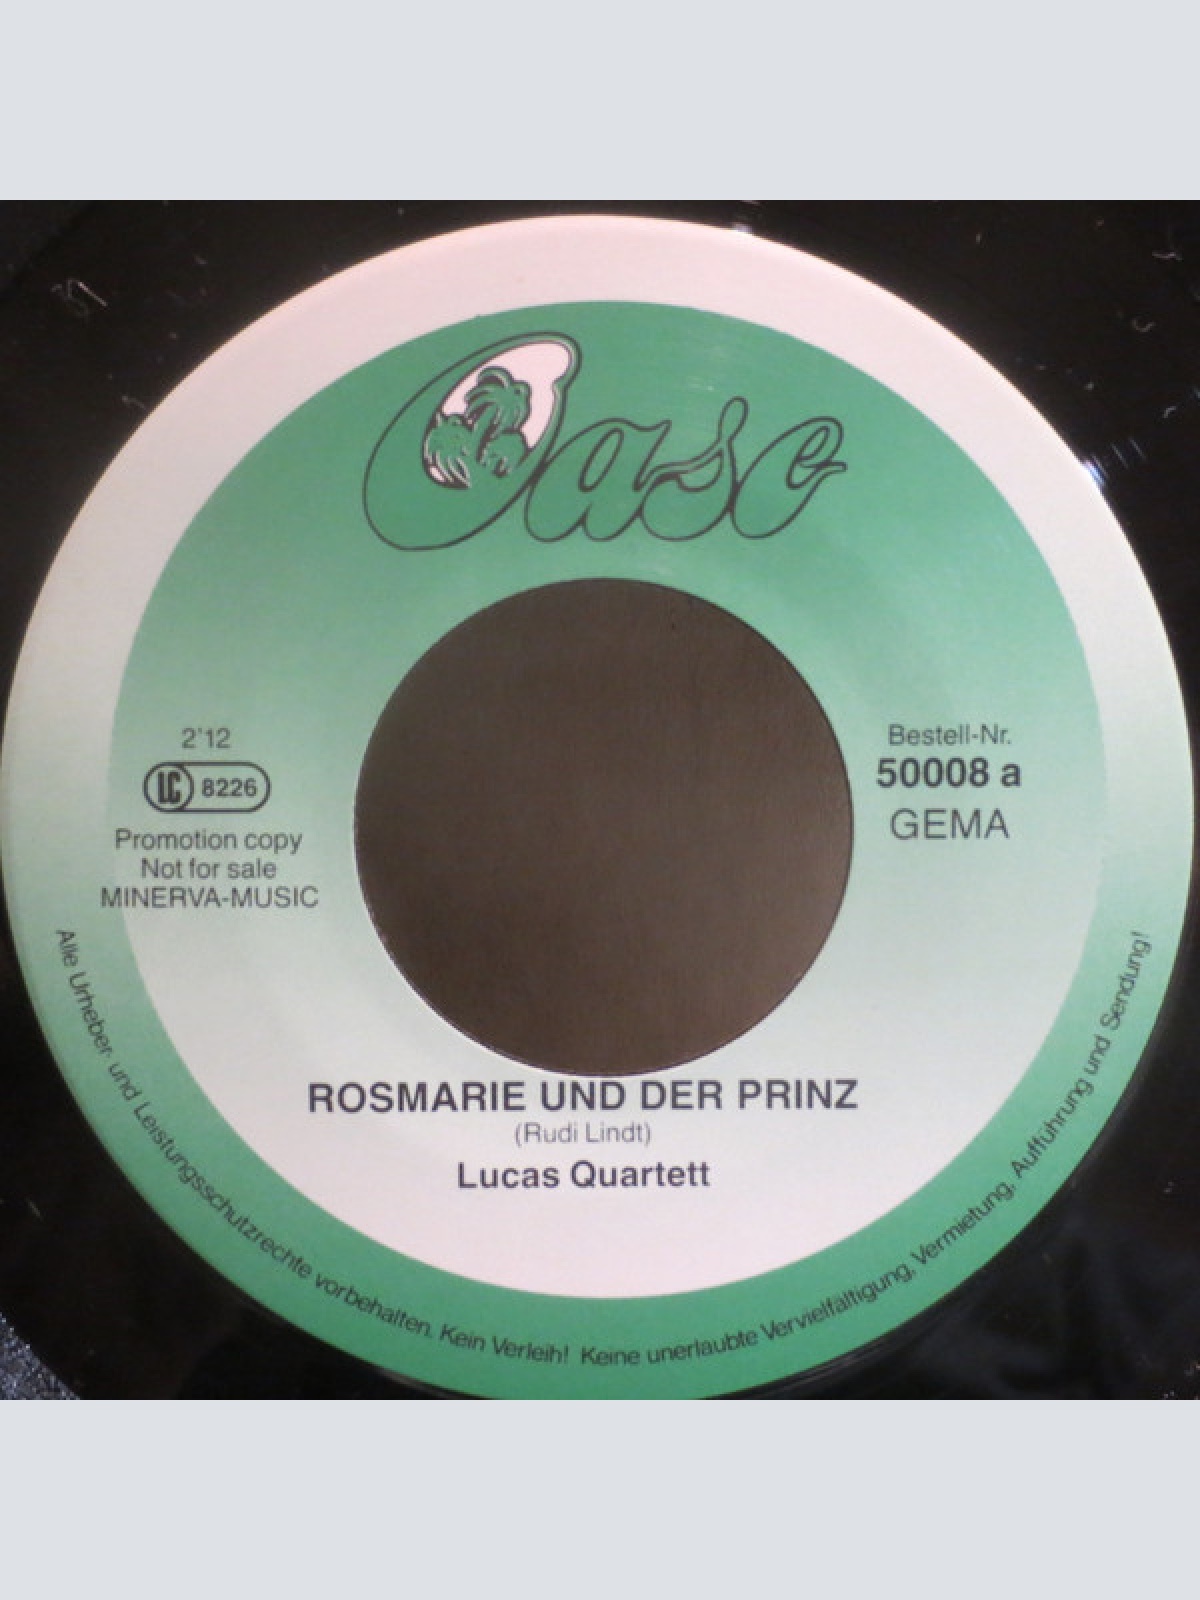 Oase
2'12
LC 8226
Promotion copy
Not for sale
MINERVA-MUSIC
Bestell-Nr.
50008 a
GEMA
ROSMARIE UND DER PRINZ
(Rudi Lindt)
Lucas Quartett
Alle Urheber- und Leistungsschutzrechte vorbehalten. Kein Verleih! Keine unerlaubte Vervielfältigung, Vermietung, Aufführung und Sendung!